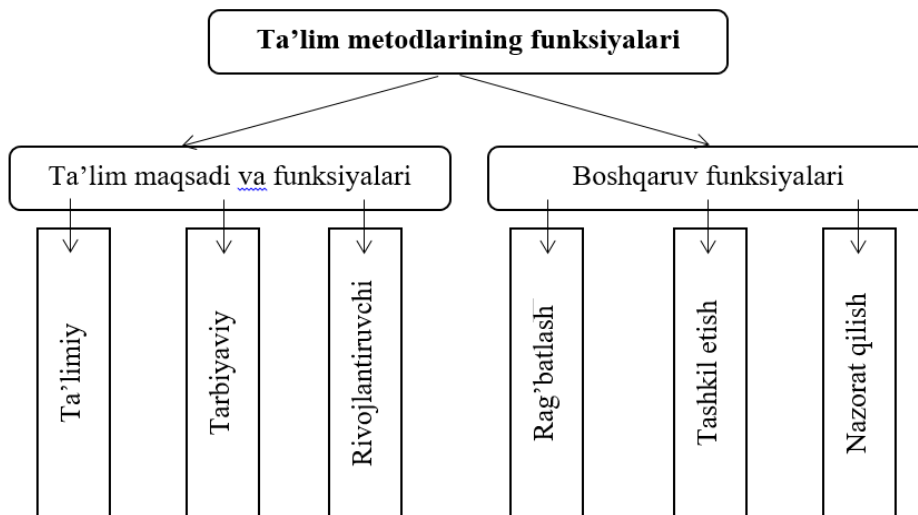 Ta’lim metodlarining funksiyalari
Ta’lim maqsadi va funksiyalari
Boshqaruv funksiyalari
Ta’limiy
Tarbiyaviy
Rivojlantiruvchi
Rag’batlash
Tashkil etish
Nazorat qilish